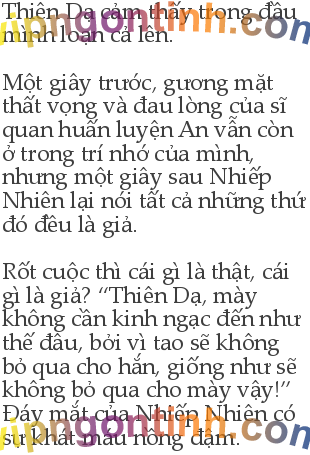 Thiên Dạ cảm thấy trong đầu
mình loạn cả lên.
Một giây trước, gương mặt
thất vọng và đau lòng của sĩ
quan huấn luyện An vẫn còn
ở trong trí nhớ của mình,
nhưng một giây sau Nhiếp
Nhiên lại nói tất cả những thứ
đó đều là giả.
Rốt cuộc thì cái gì là thật, cái
gì là giả? “Thiên Dạ, mày
không cần kinh ngạc đến như
thế đâu, bởi vì tao sẽ không
bỏ qua cho hắn, giống như sẽ
không bỏ qua cho mày vậy!”
Đáy mắt của Nhiếp Nhiên có
sự khát máu nồng đậm.
vipngontinh.com
vipngontinh.com